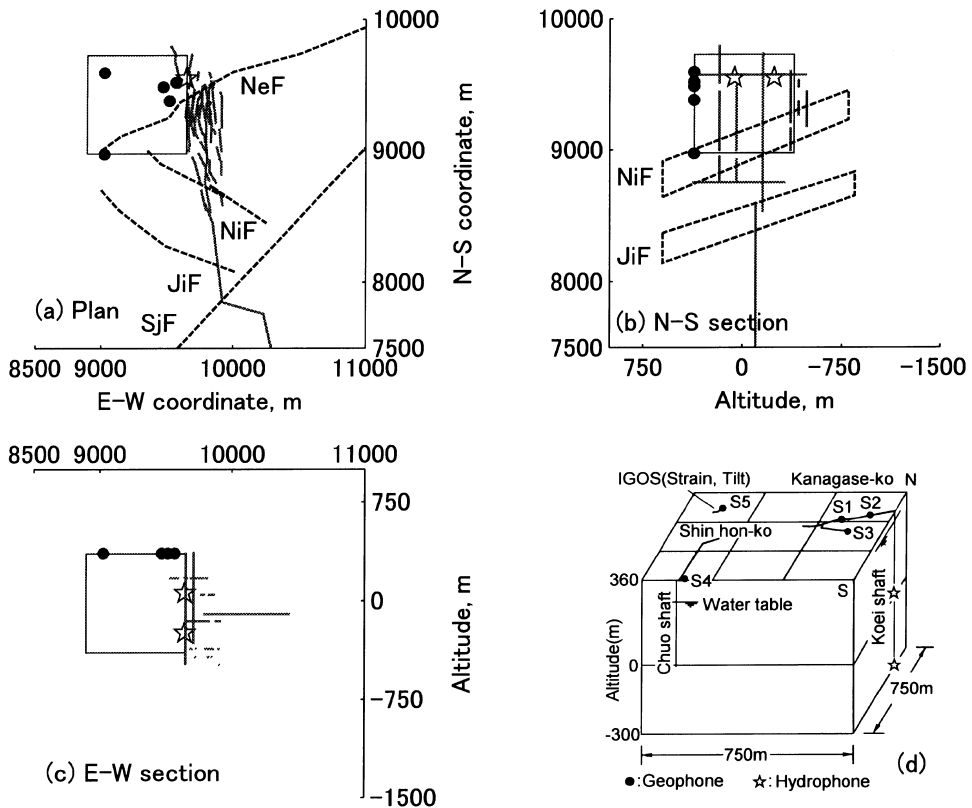 10000
9000
8000
7500
N-S coordinate, m
NeF
NiF
JiF
SjF
(a) Plan
8500
9000
10000
11000
E-W coordinate, m
10000
9000
8000
7500
NiF
JiF
(b) N-S section
750
0
-750
-1500
Altitude, m
8500
9000
10000
11000
750
0
-750
-1500
Altitude, m
(c) E-W section
IGOS(Strain, Tilt)
Kanagase-ko
N
S5
S1
S2
S3
Shin hon-ko
S4
S
360
Water table
Altitude(m)
Chuo shaft
Koei shaft
0
-300
750m
750m
(d)
●:Geophone
☆:Hydrophone